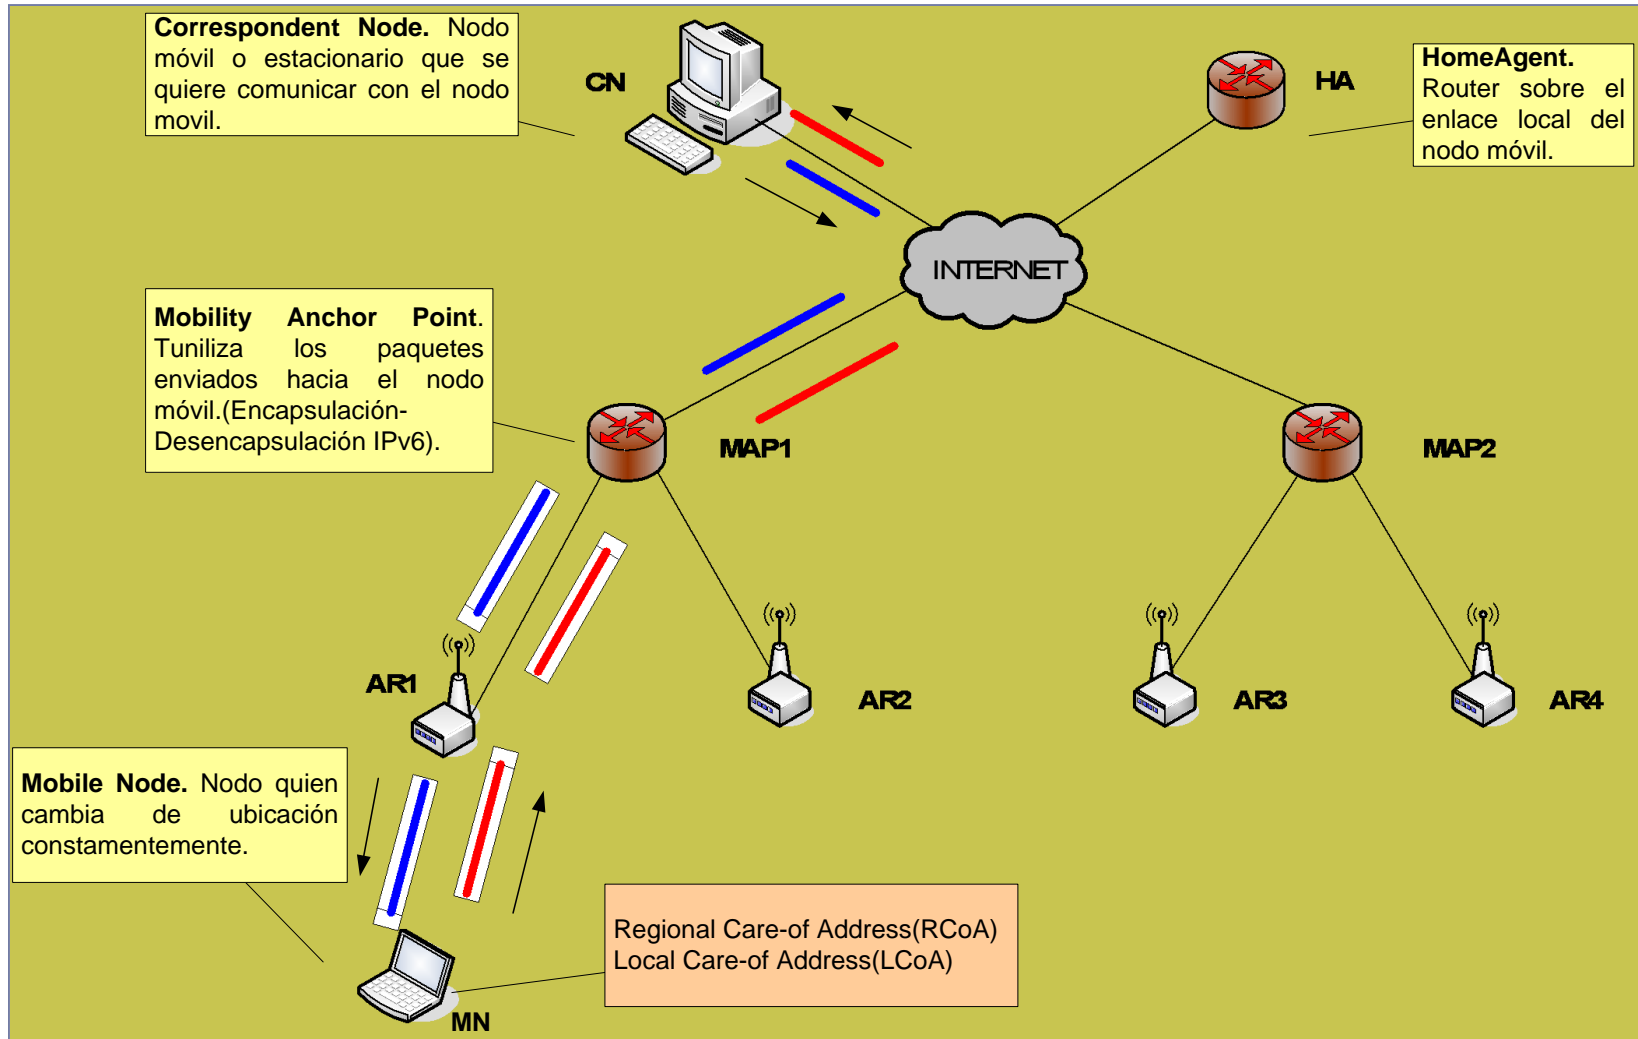 Correspondent Node. Nodo
móvil o estacionario que se
quiere comunicar con el nodo
movil.
CN
HA
HomeAgent.
Router sobre el
enlace local del
nodo móvil.
INTERNET
Mobility Anchor Point.
Tuniliza los paquetes
enviados hacia el nodo
móvil.(Encapsulación-
Desencapsulación IPv6).
MAP1
MAP2
AR1
AR2
AR3
AR4
Mobile Node. Nodo quien
cambia de ubicación
constamentemente.
Regional Care-of Address(RCoA)
Local Care-of Address(LCoA)
MN